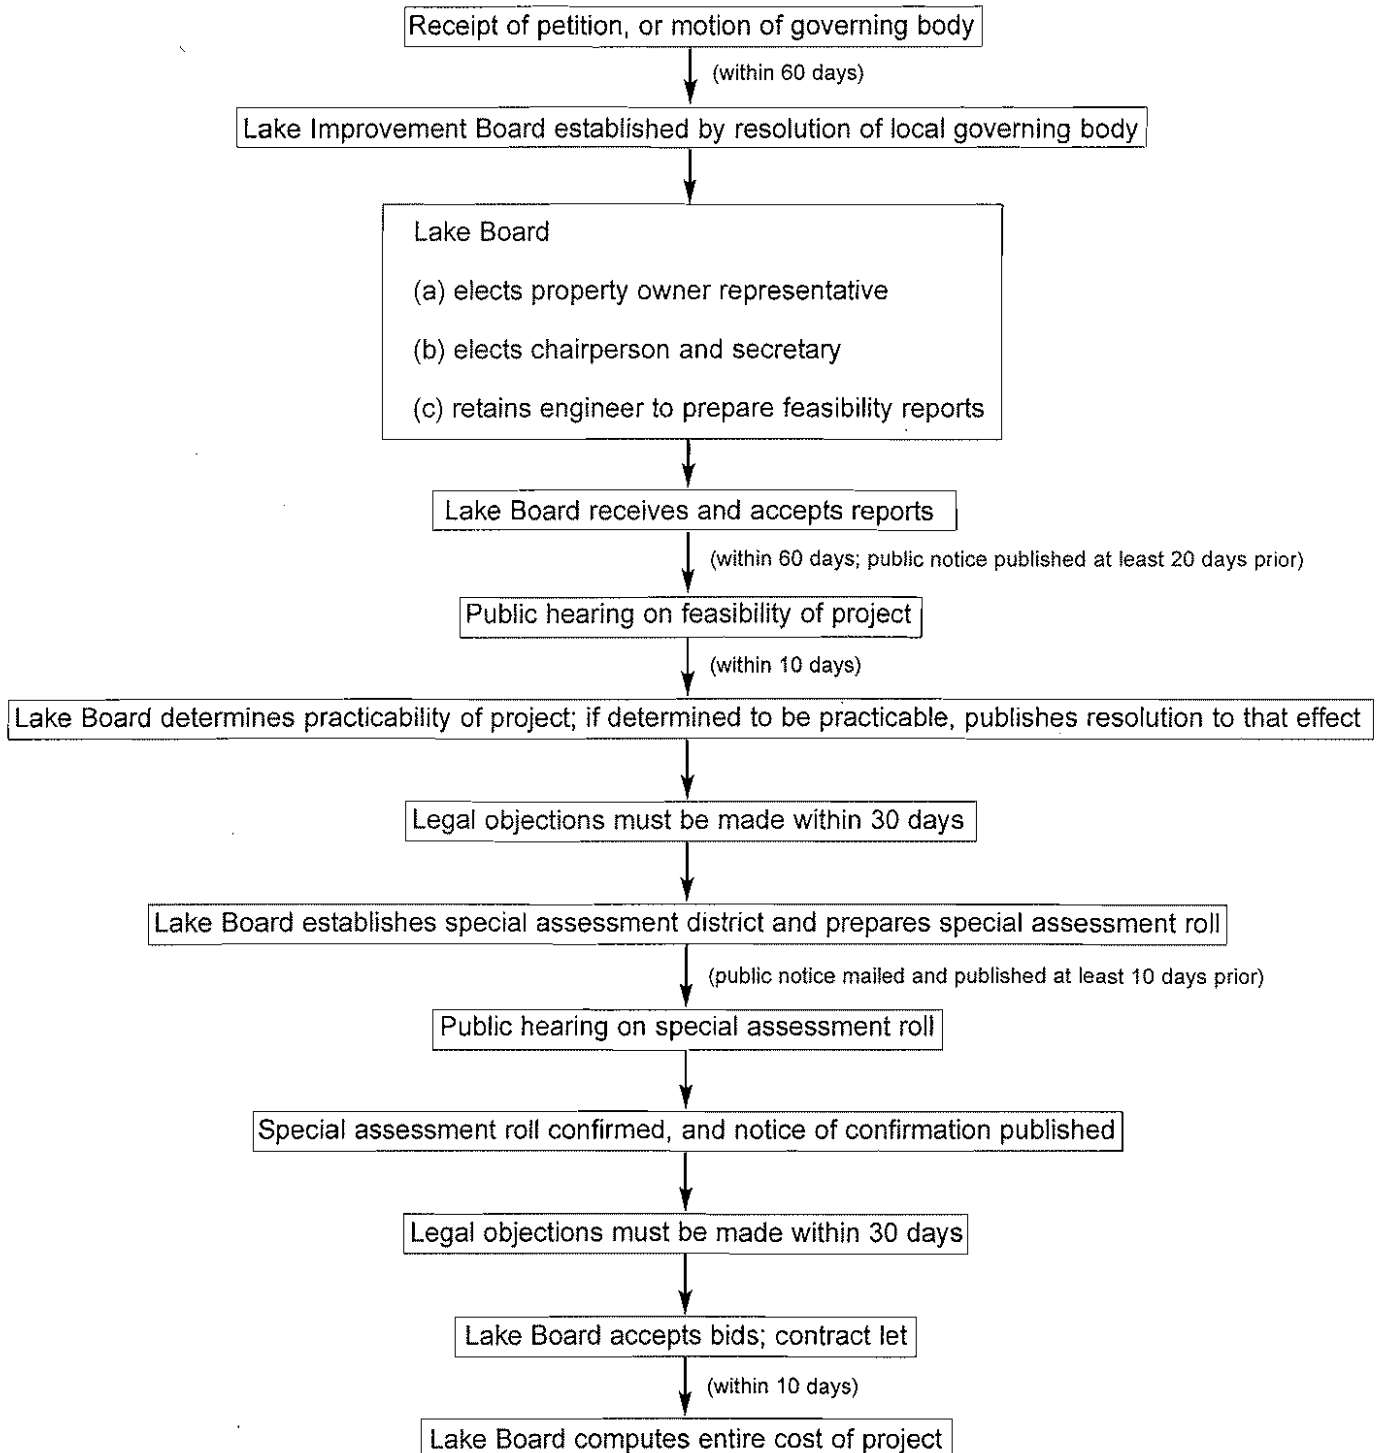 Receipt of petition, or motion of governing body
(within 60 days)
Lake Improvement Board established by resolution of local governing body
Lake Board
(a) elects property owner representative
(b) elects chairperson and secretary
(c) retains engineer to prepare feasibility reports
Lake Board receives and accepts reports
(within 60 days; public notice published at least 20 days prior)
Public hearing on feasibility of project
(within 10 days)
Lake Board determines practicability of project; if determined to be practicable, publishes resolution to that effect
Legal objections must be made within 30 days
Lake Board establishes special assessment district and prepares special assessment roll
(public notice mailed and published at least 10 days prior)
Public hearing on special assessment roll
Special assessment roll confirmed, and notice of confirmation published
Legal objections must be made within 30 days
Lake Board accepts bids; contract let
(within 10 days)
Lake Board computes entire cost of project